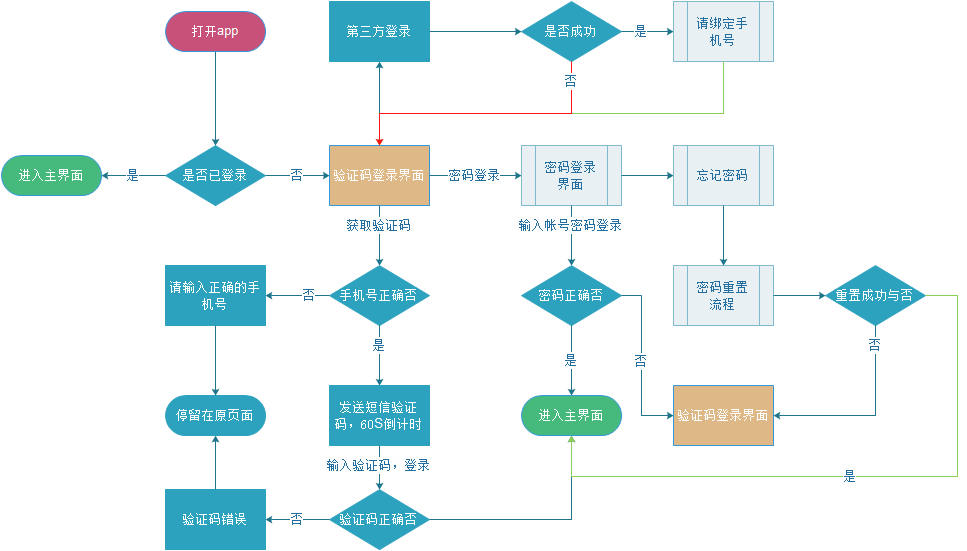 打开app
第三方登录
是否成功
是
请绑定手
机号
否
进入主界面
是
是否已登录
否
验证码登录界面
密码登录
密码登录
界面
忘记密码
获取验证码
输入帐号密码登录
请输入正确的手
机号
否
手机号正确否
密码正确否
密码重置
流程
重置成功与否
是
否
是
否
停留在原页面
发送短信验证
码，60S倒计时
进入主界面
验证码登录界面
输入验证码，登录
是
验证码错误
否
验证码正确否